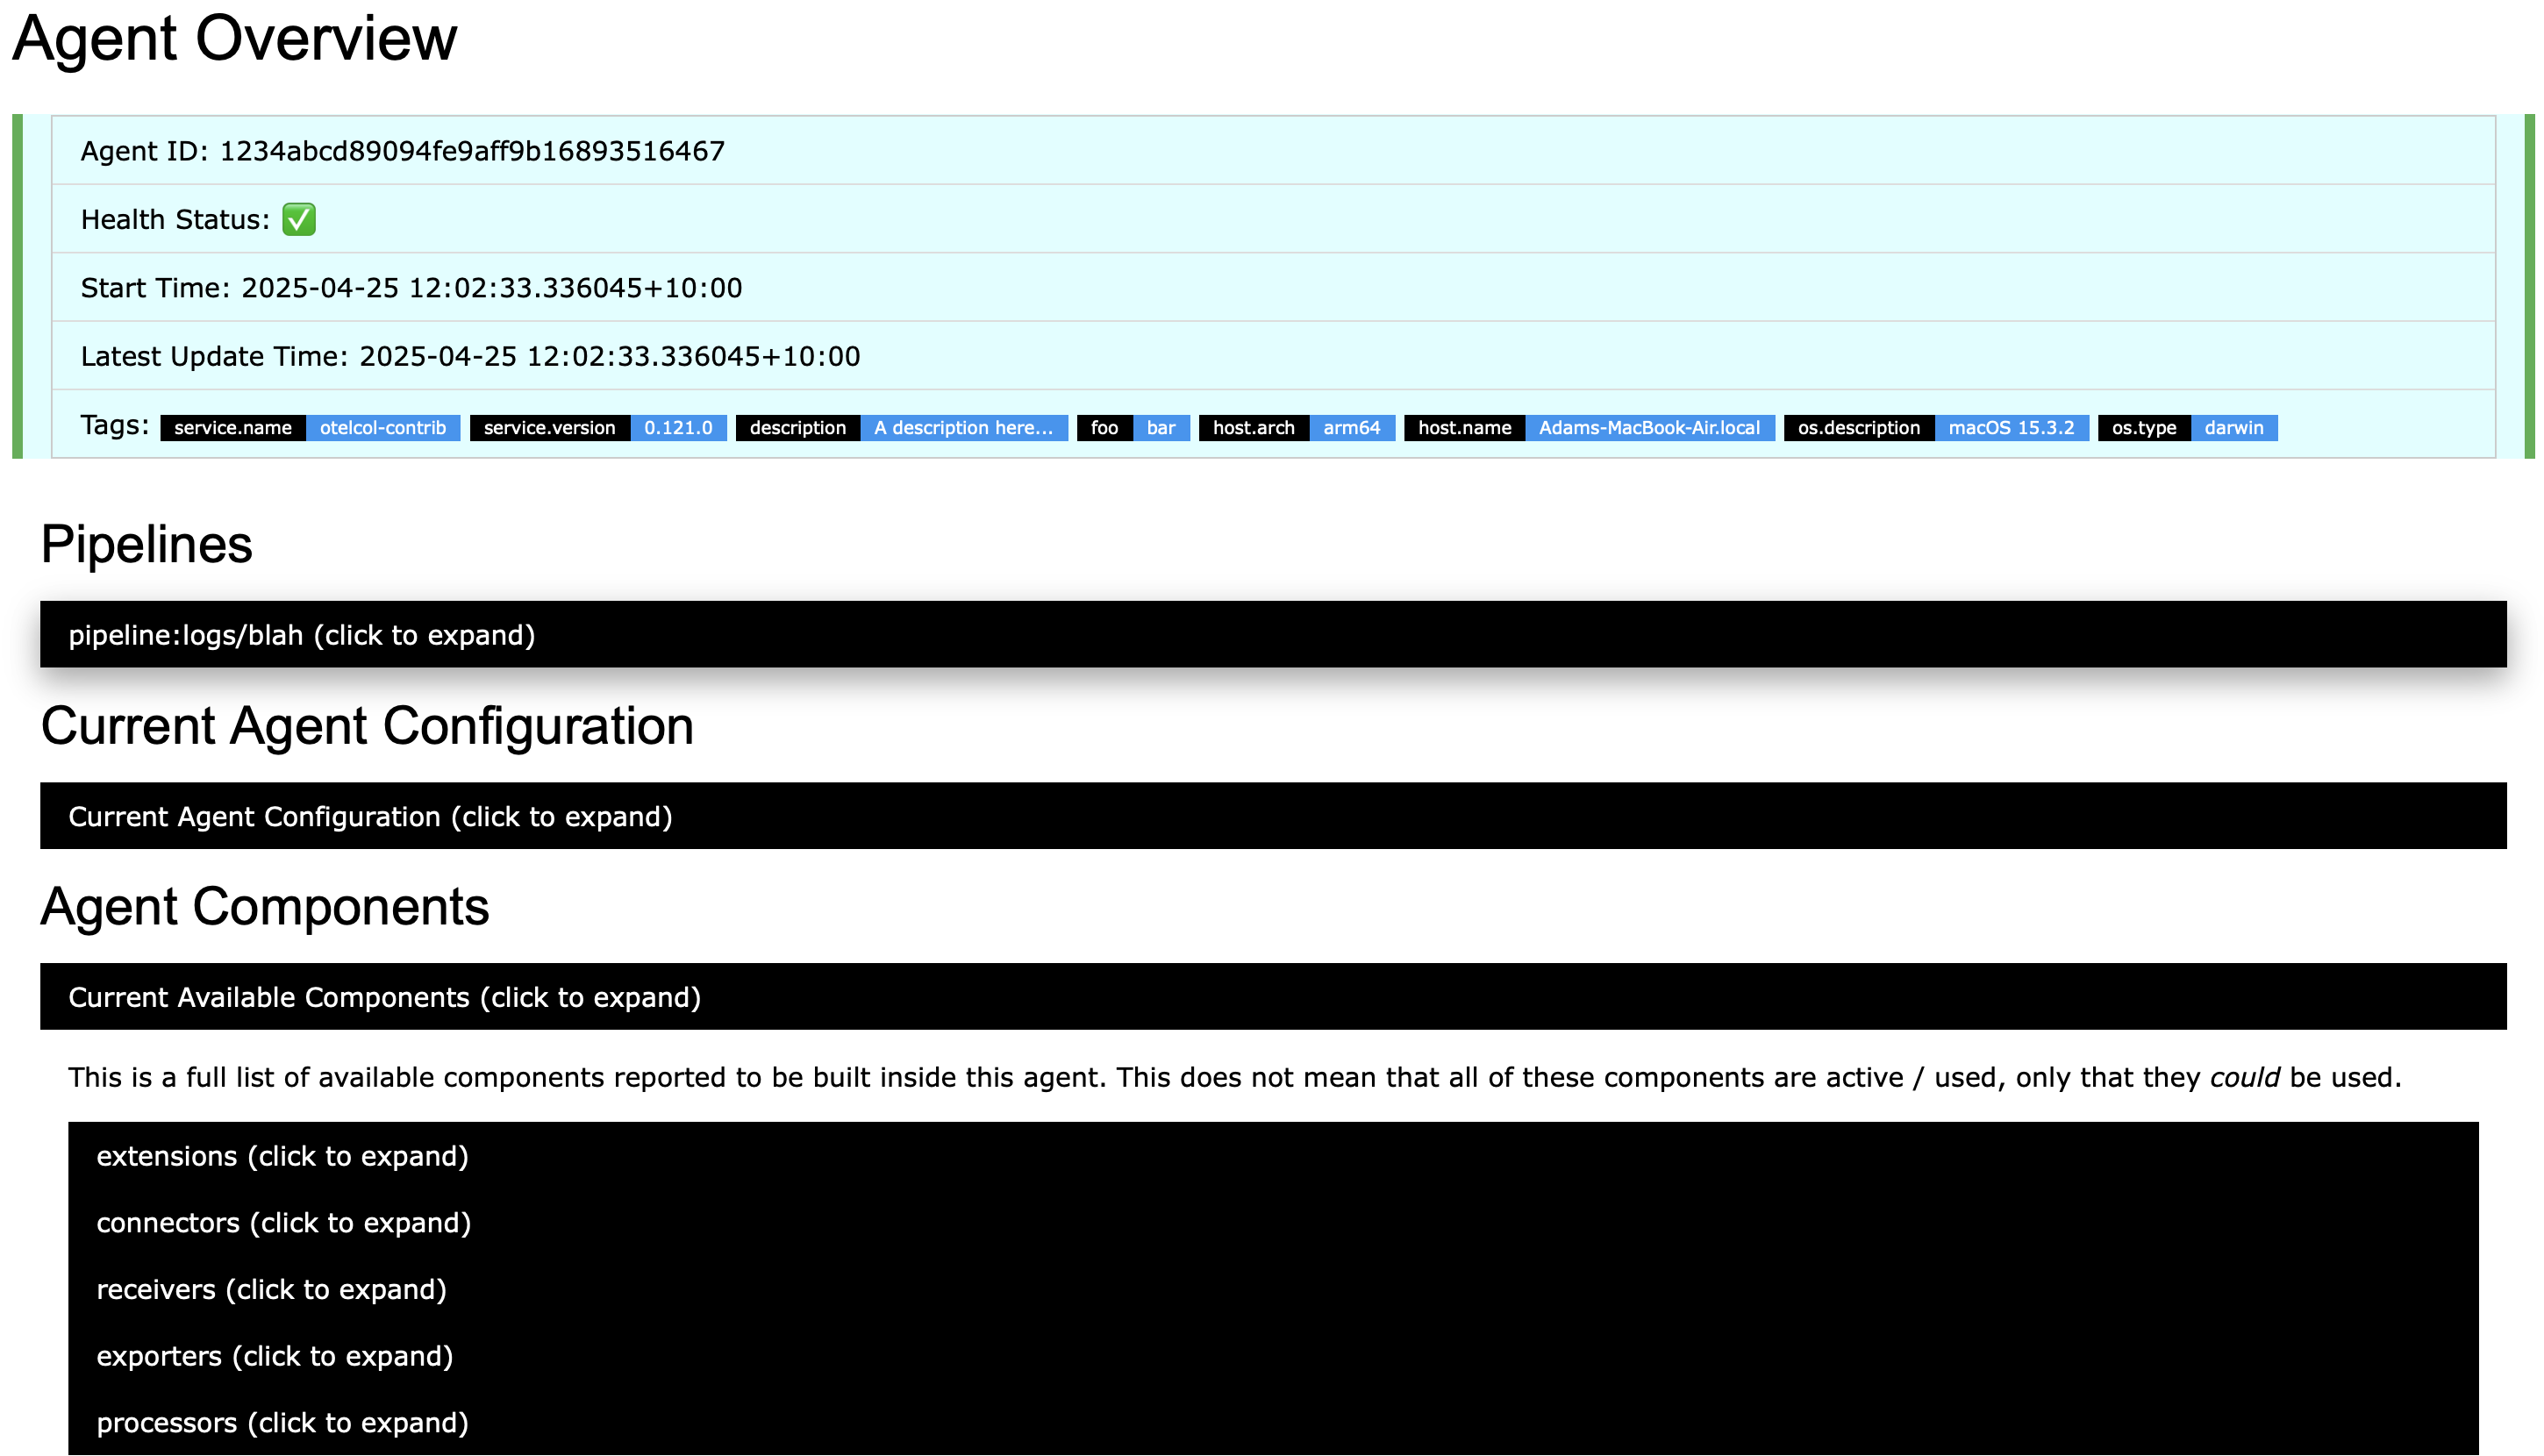 Agent Overview
Agent ID: 1234abcd89094fe9aff9b16893516467
Health Status: ✅
Start Time: 2025-04-25 12:02:33.336045+10:00
Latest Update Time: 2025-04-25 12:02:33.336045+10:00
Tags: service.name otelcol-contrib service.version 0.121.0 description A description here... foo bar host.arch arm64 host.name Adams-MacBook-Air.local os.description macOS 15.3.2 os.type darwin
Pipelines
pipeline:logs/blah (click to expand)
Current Agent Configuration
Current Agent Configuration (click to expand)
Agent Components
Current Available Components (click to expand)
This is a full list of available components reported to be built inside this agent. This does not mean that all of these components are active / used, only that they could be used.
extensions (click to expand)
connectors (click to expand)
receivers (click to expand)
exporters (click to expand)
processors (click to expand)